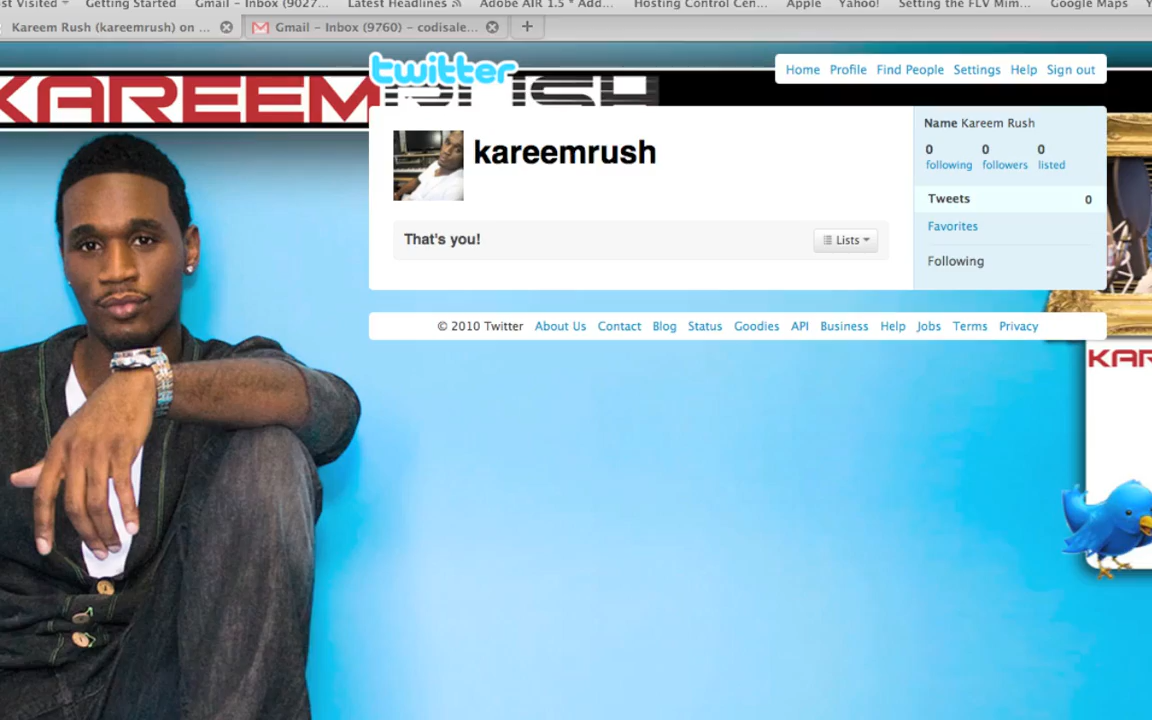 Getting Started Gmail - Inbox (9027... Latest Headlines Adobe AIR 1.5 * Add... Hosting Control Cen... Apple Yahoo! Setting the FLV Mim... Google Maps
Kareem Rush (kareemrush) on ... Gmail – Inbox (9760) – codisale... +
twitter
Home Profile Find People Settings Help Sign out
KAREEMRUSH
kareemrush
Name Kareem Rush
0 0 0
following followers listed
Tweets 0
Favorites
That's you! Lists
Following
© 2010 Twitter About Us Contact Blog Status Goodies API Business Help Jobs Terms Privacy